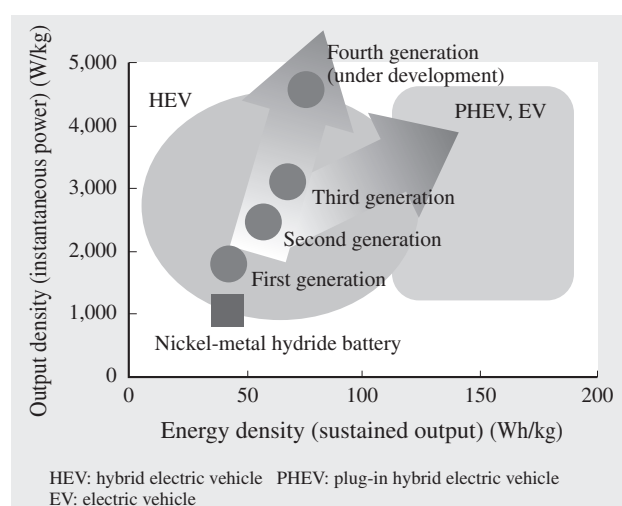 Output density (instantaneous power) (W/kg)
5,000
4,000
3,000
2,000
1,000
0
HEV
Fourth generation
(under development)
PHEV, EV
Third generation
Second generation
First generation
Nickel-metal hydride battery
0 50 100 150 200
Energy density (sustained output) (Wh/kg)
HEV: hybrid electric vehicle PHEV: plug-in hybrid electric vehicle
EV: electric vehicle